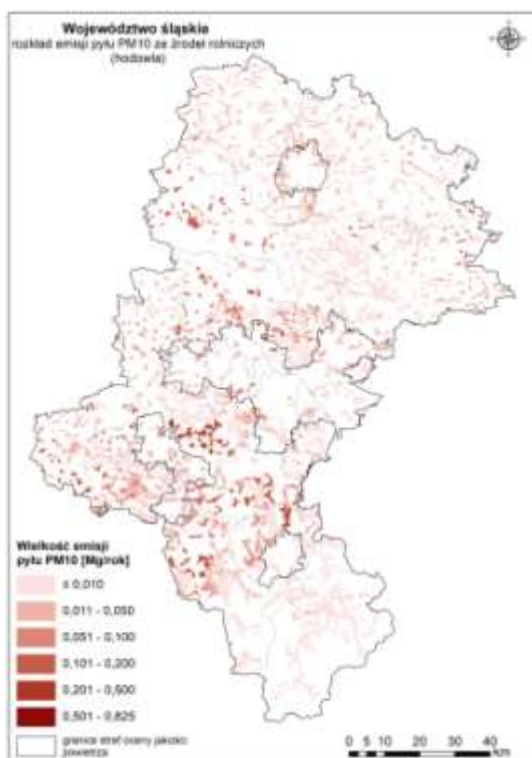 Województwo śląskie
rozkład emisji pyłu PM10 ze źródeł rolniczych
(hodowla)
Wielkość emisji
pyłu PM10 [Mg/rok]
≤ 0,010
0,011 - 0,050
0,051 - 0,100
0,101 - 0,200
0,201 - 0,500
0,501 - 0,825
granice stref oceny jakości
powietrza
0 5 10 20 30 40
km